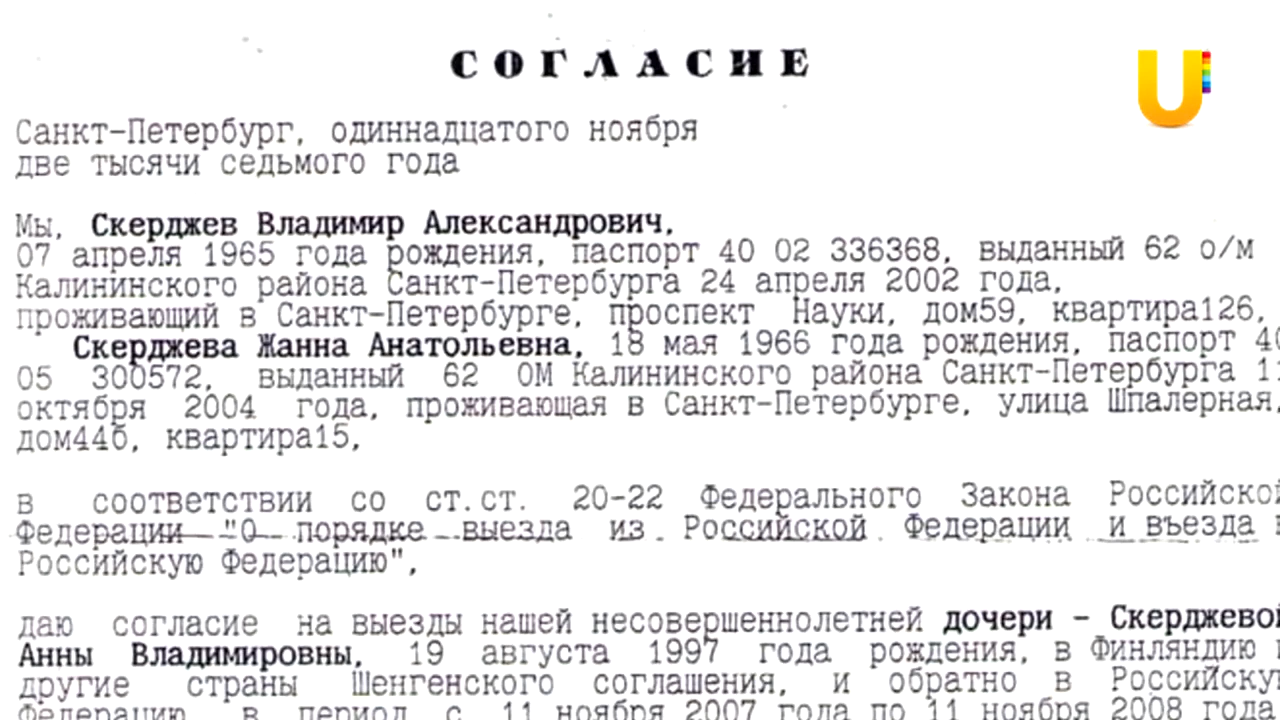 СОГЛАСИЕ
U
Санкт-Петербург, одиннадцатого ноября
две тысячи седьмого года
Мы, Скерджев Владимир Александрович,
07 апреля 1965 года рождения, паспорт 40 02 336368, выданный 62 о/м
Калининского района Санкт-Петербурга 24 апреля 2002 года,
проживающий в Санкт-Петербурге, проспект Науки, дом59, квартира126,
Скерджева Жанна Анатольевна, 18 мая 1966 года рождения, паспорт 40
05 300572, выданный 62 ОМ Калининского района Санкт-Петербурга 11
октября 2004 года, проживающая в Санкт-Петербурге, улица Шпалерная,
дом44б, квартира15,
в соответствии со ст.ст. 20-22 Федерального Закона Российской
Федерации "О порядке выезда из Российской Федерации и въезда в
Российскую Федерацию",
даю согласие на выезды нашей несовершеннолетней дочери - Скерджевой
Анны Владимировны, 19 августа 1997 года рождения, в Финляндию и
другие страны Шенгенского соглашения, и обратно в Российскую
Федерацию в период с 11 ноября 2007 года по 11 ноября 2008 года